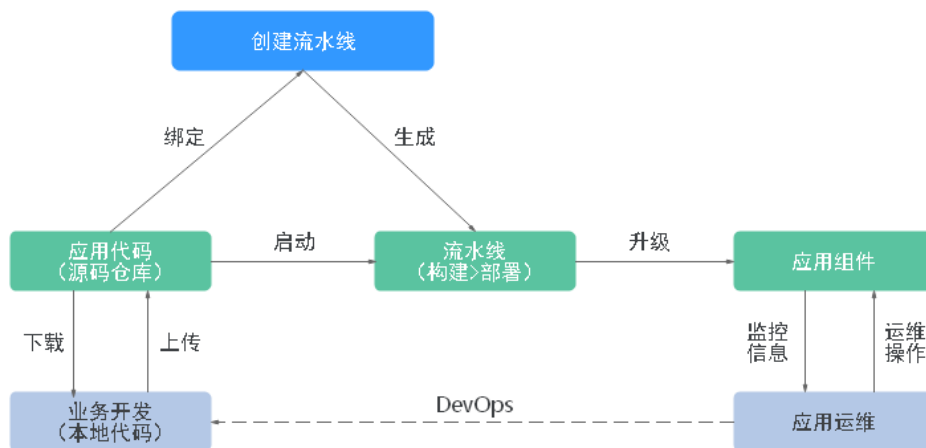 创建流水线
绑定
生成
应用代码
（源码仓库）
启动
流水线
（构建>部署）
升级
应用组件
下载
上传
监控
信息
运维
操作
业务开发
（本地代码）
DevOps
应用运维